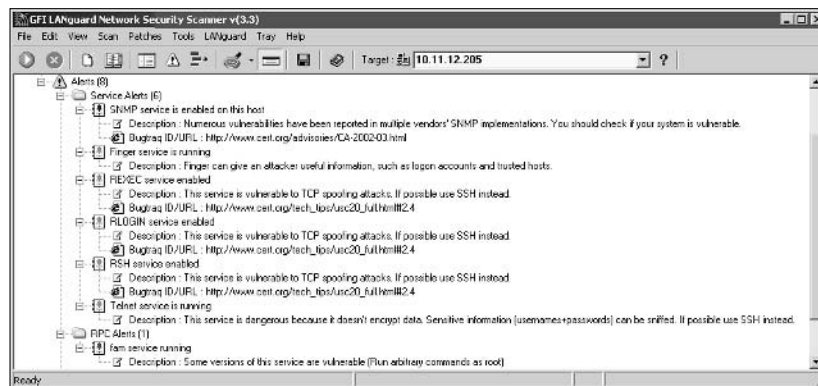 GFI LANguard Network Security Scanner v(3.3)
File Edit View Scan Patches Tools LANguard Tray Help
Target: 10.11.12.205 ?
Alerts (8)
Service Alerts (6)
SNMP service is enabled on this host
Description : Numerous vulnerabilities have been reported in multiple vendors' SNMP implementations. You should check if your system is vulnerable.
Bugtraq ID/URL : http://www.cert.org/advisories/CA-2002-03.html
Finger service is running
Description : Finger can give an attacker useful information, such as logon accounts and trusted hosts.
REXEC service enabled
Description : This service is vulnerable to TCP spoofing attacks. If possible use SSH instead.
Bugtraq ID/URL : http://www.cert.org/tech_tips/usc20_full.html#2.4
RLOGIN service enabled
Description : This service is vulnerable to TCP spoofing attacks. If possible use SSH instead.
Bugtraq ID/URL : http://www.cert.org/tech_tips/usc20_full.html#2.4
RSH service enabled
Description : This service is vulnerable to TCP spoofing attacks. If possible use SSH instead.
Bugtraq ID/URL : http://www.cert.org/tech_tips/usc20_full.html#2.4
Telnet service is running
Description : This service is dangerous because it doesn't encrypt data. Sensitive information (usernames+passwords) can be sniffed. If possible use SSH instead.
RPC Alerts (1)
fam service running
Description : Some versions of this service are vulnerable (Run arbitrary commands as root)
Ready